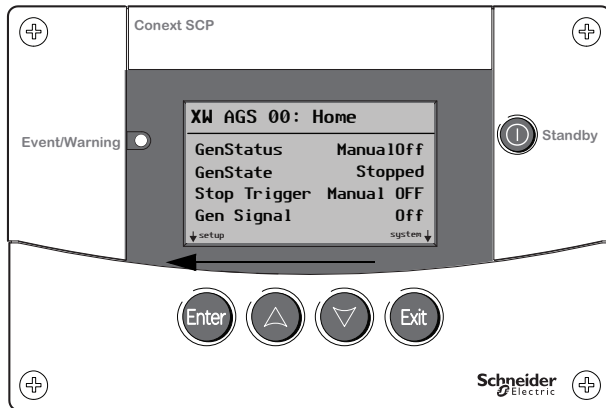 Conext SCP
Event/Warning
Standby
XW AGS 00: Home
GenStatus ManualOff
GenState Stopped
Stop Trigger Manual OFF
Gen Signal Off
setup system
Enter Exit
Schneider
Electric